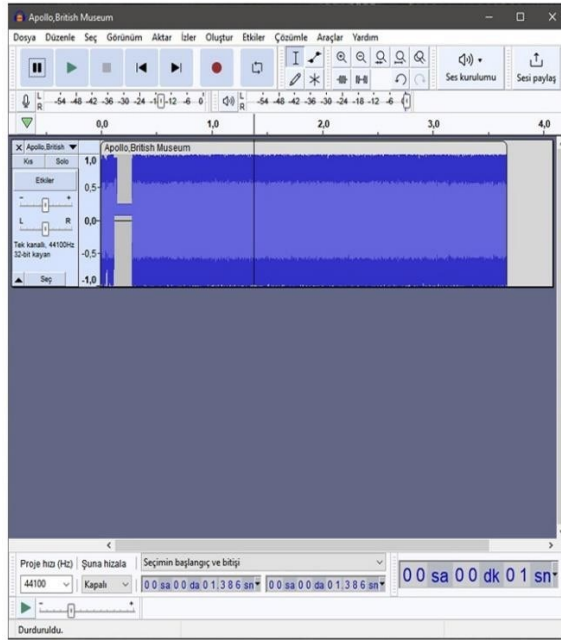 Apollo,British Museum
Dosya Düzenle Seç Görünüm Aktar İzler Oluştur Etkiler Çözümle Araçlar Yardım
Ses kurulumu
Sesi paylaş
L
R
-54 -48 -42 -36 -30 -24 -12 -6 0
L
R
-54 -48 -42 -36 -30 -24 -18 -12 -6
0,0 1,0 2,0 3,0 4,0
X Apollo,British
Apollo,British Museum
Kıs Solo
1,0
Etkiler
0,5
- +
L R
0,0
Tek kanallı, 44100Hz
32-bit kayan
-0,5
Seç
-1,0
Proje hızı (Hz) Şuna hizala Seçimin başlangıç ve bitişi
44100 Kapalı 0 0 sa 0 0 da 0 1,3 8 6 sn 0 0 sa 0 0 da 0 1,3 8 6 sn
0 0 sa 0 0 dk 0 1 sn
- +
Durduruldu.